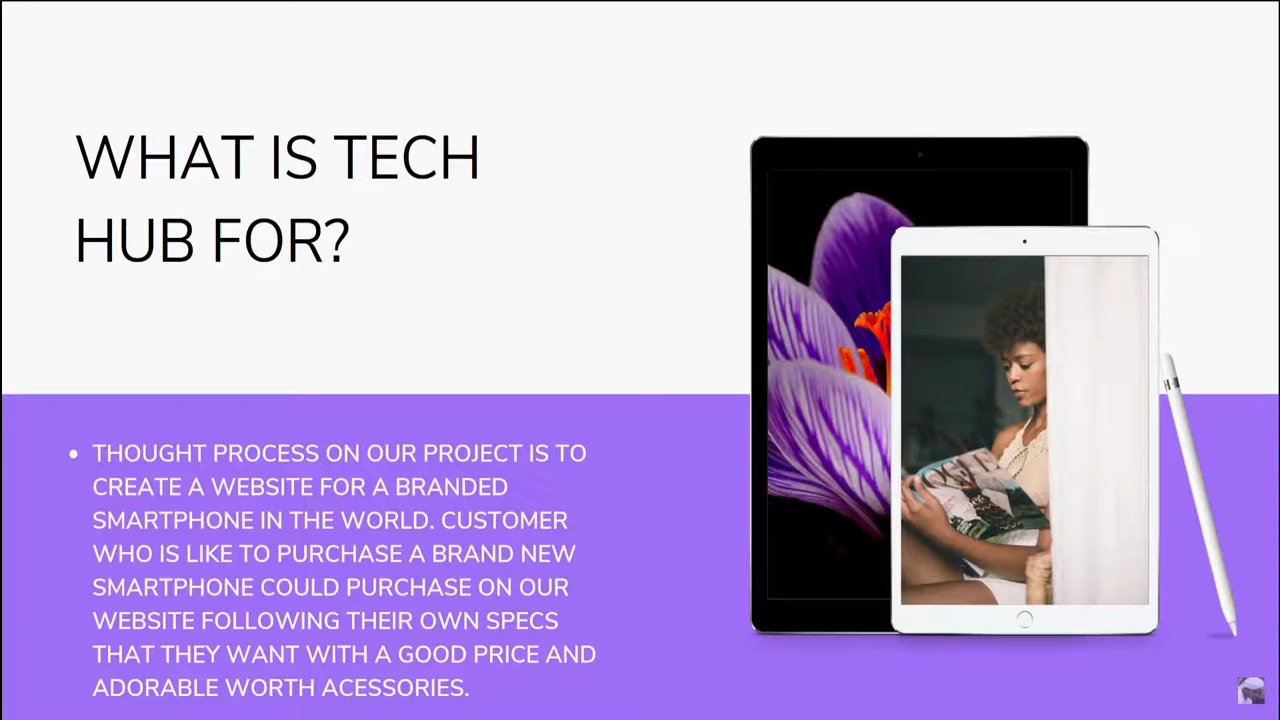 WHAT IS TECH
HUB FOR?
• THOUGHT PROCESS ON OUR PROJECT IS TO
CREATE A WEBSITE FOR A BRANDED
SMARTPHONE IN THE WORLD. CUSTOMER
WHO IS LIKE TO PURCHASE A BRAND NEW
SMARTPHONE COULD PURCHASE ON OUR
WEBSITE FOLLOWING THEIR OWN SPECS
THAT THEY WANT WITH A GOOD PRICE AND
ADORABLE WORTH ACESSORIES.